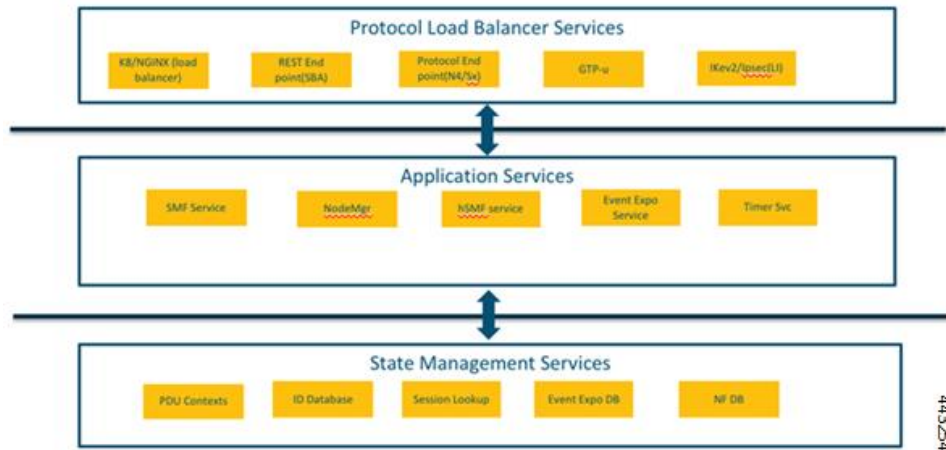 Protocol Load Balancer Services
K8/NGINX (load
balancer)
REST End
point(SBA)
Protocol End
point(N4/Sx)
GTP-u
IKev2/Ipsec(LI)
Application Services
SMF Service
NodeMgr
hSMF service
Event Expo
Service
Timer Svc
State Management Services
PDU Contexts
ID Database
Session Lookup
Event Expo DB
NF DB
443254